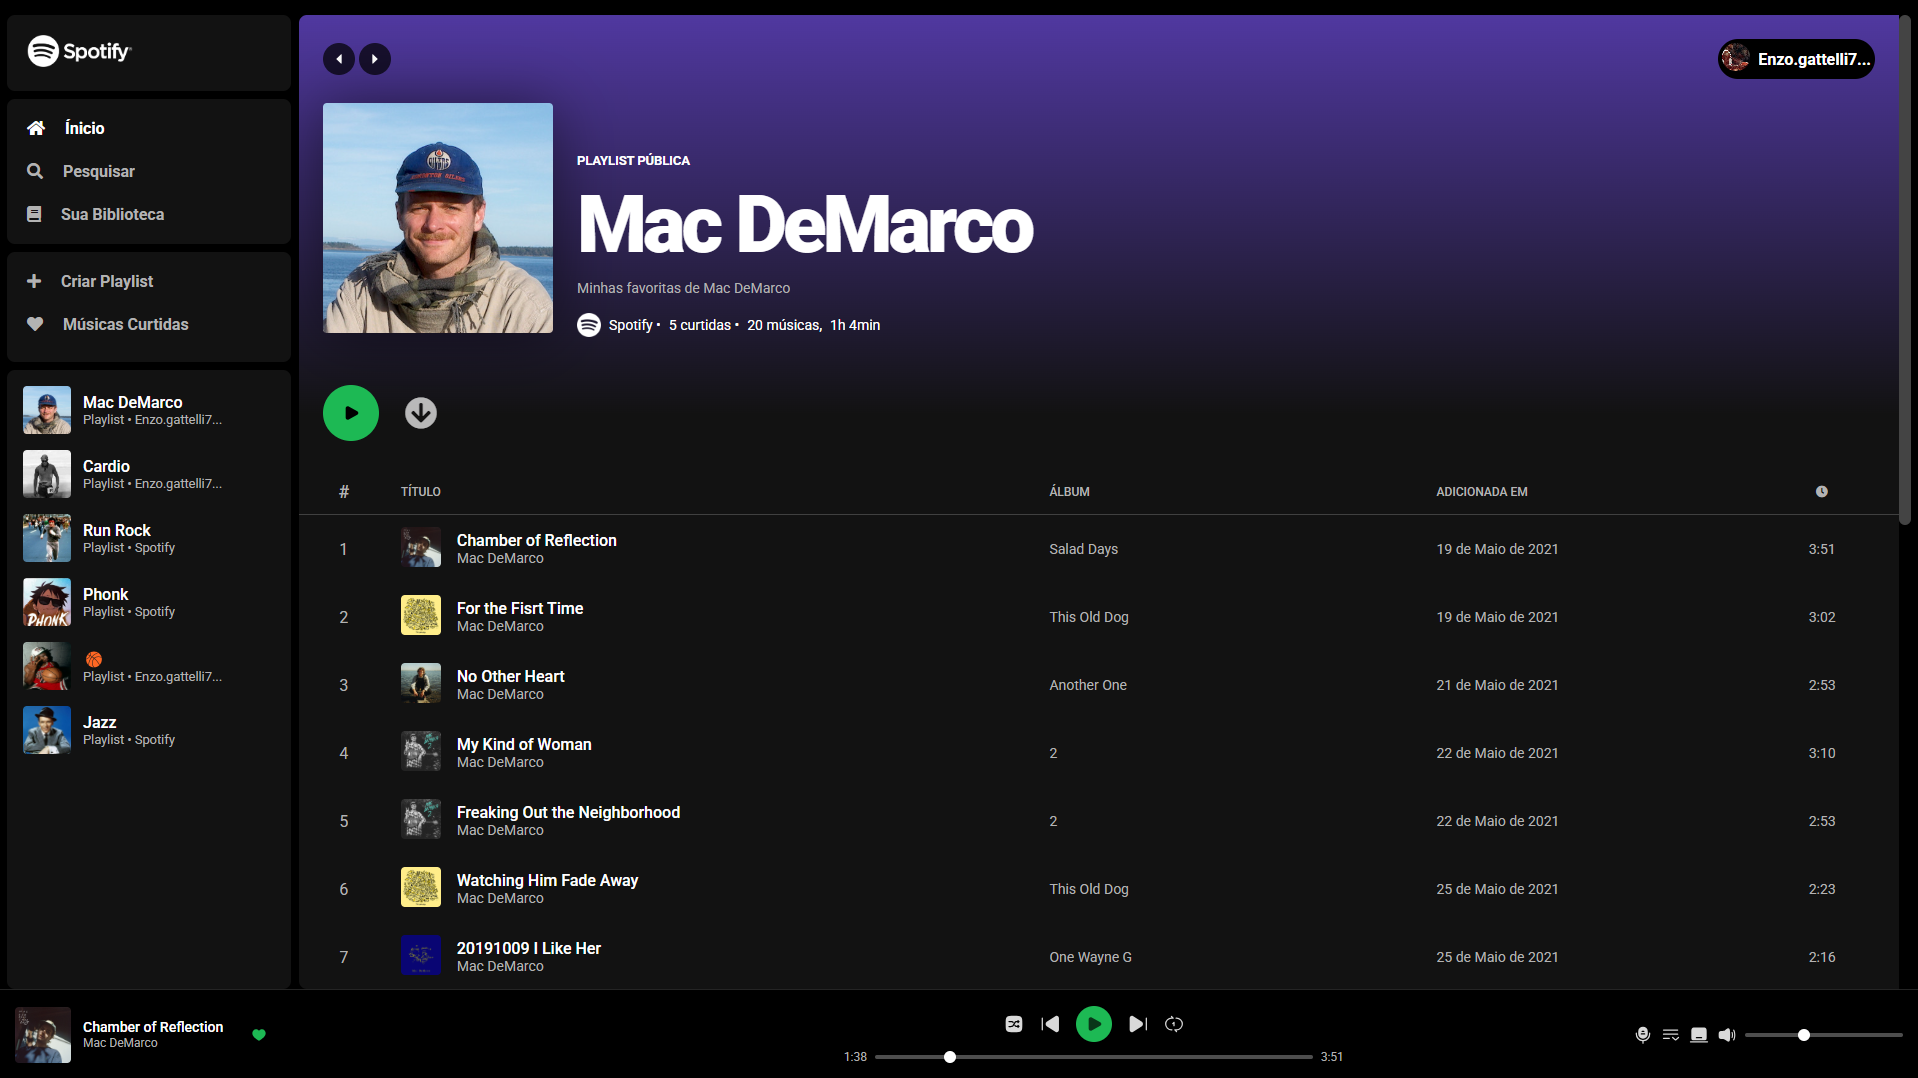 Spotify
Ínicio
Pesquisar
Sua Biblioteca
Criar Playlist
Músicas Curtidas
Mac DeMarco
Playlist • Enzo.gattelli7...
Cardio
Playlist • Enzo.gattelli7...
Run Rock
Playlist • Spotify
Phonk
Playlist • Spotify
PHONK
Playlist • Enzo.gattelli7...
Jazz
Playlist • Spotify
Enzo.gattelli7...
PLAYLIST PÚBLICA
Mac DeMarco
Minhas favoritas de Mac DeMarco
Spotify • 5 curtidas • 20 músicas, 1h 4min
# TÍTULO ÁLBUM ADICIONADA EM
1 Chamber of Reflection Salad Days 19 de Maio de 2021 3:51
Mac DeMarco
2 For the Fisrt Time This Old Dog 19 de Maio de 2021 3:02
Mac DeMarco
3 No Other Heart Another One 21 de Maio de 2021 2:53
Mac DeMarco
4 My Kind of Woman 2 22 de Maio de 2021 3:10
Mac DeMarco
5 Freaking Out the Neighborhood 2 22 de Maio de 2021 2:53
Mac DeMarco
6 Watching Him Fade Away This Old Dog 25 de Maio de 2021 2:23
Mac DeMarco
7 20191009 I Like Her One Wayne G 25 de Maio de 2021 2:16
Mac DeMarco
Chamber of Reflection
Mac DeMarco
1:38 3:51